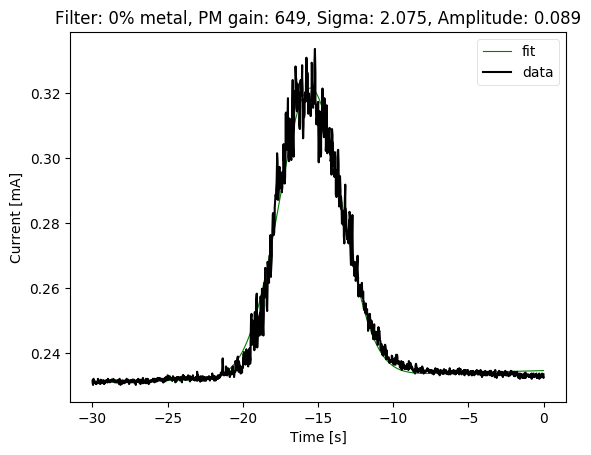 Filter: 0% metal, PM gain: 649, Sigma: 2.075, Amplitude: 0.089
fit
data
0.32
0.30
0.28
0.26
0.24
Current [mA]
−30
−25
−20
−15
−10
−5
0
Time [s]